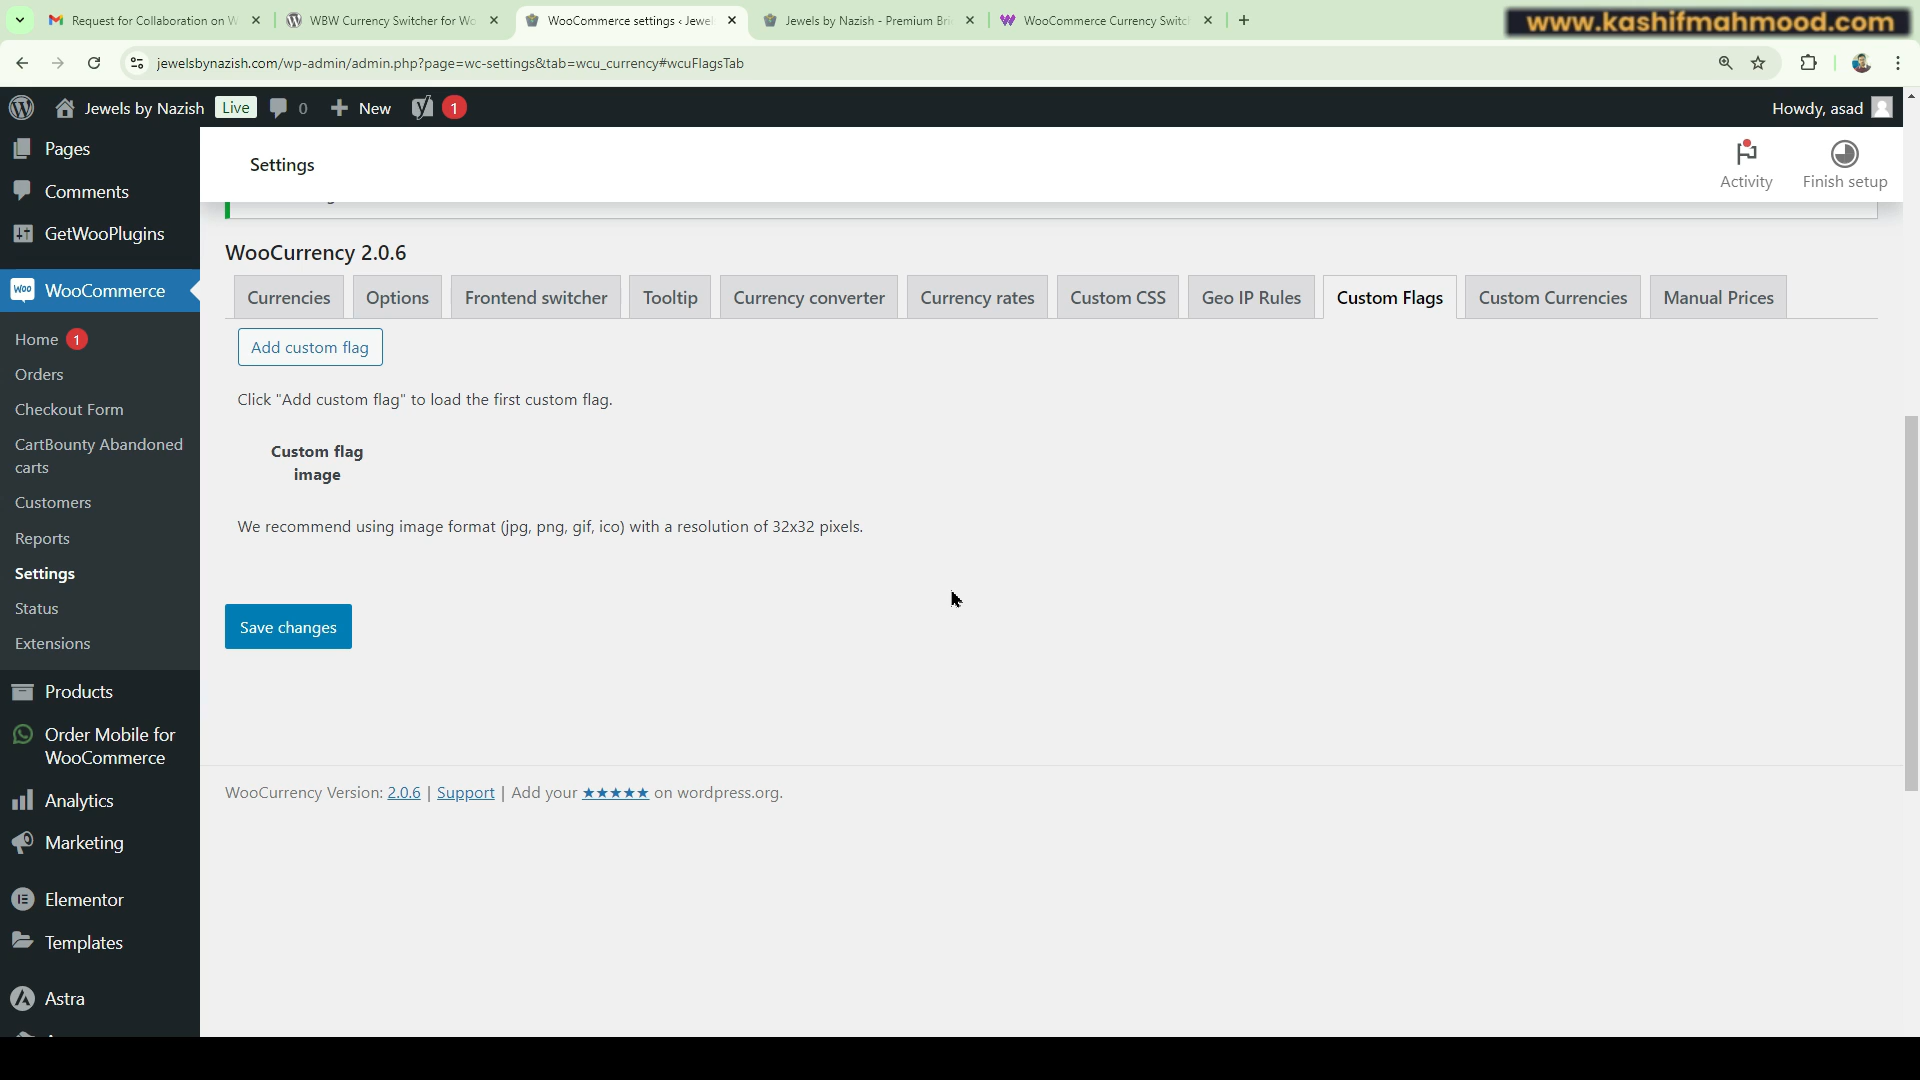 Request for Collaboration on W
WBW Currency Switcher for Wo
WooCommerce settings ‹ Jewel
Jewels by Nazish - Premium Bri
WooCommerce Currency Switc
www.kashifmahmood.com
jewelsbynazish.com/wp-admin/admin.php?page=wc-settings&tab=wcu_currency#wcuFlagsTab
Jewels by Nazish
Live
0
New
1
Howdy, asad
Pages
Comments
GetWooPlugins
WooCommerce
Home 1
Orders
Checkout Form
CartBounty Abandoned
carts
Customers
Reports
Settings
Status
Extensions
Products
Order Mobile for
WooCommerce
Analytics
Marketing
Elementor
Templates
Astra
Settings
Activity
Finish setup
WooCurrency 2.0.6
Currencies
Options
Frontend switcher
Tooltip
Currency converter
Currency rates
Custom CSS
Geo IP Rules
Custom Flags
Custom Currencies
Manual Prices
Add custom flag
Click "Add custom flag" to load the first custom flag.
Custom flag
image
We recommend using image format (jpg, png, gif, ico) with a resolution of 32x32 pixels.
Save changes
WooCurrency Version: 2.0.6 | Support | Add your ★★★★★ on wordpress.org.